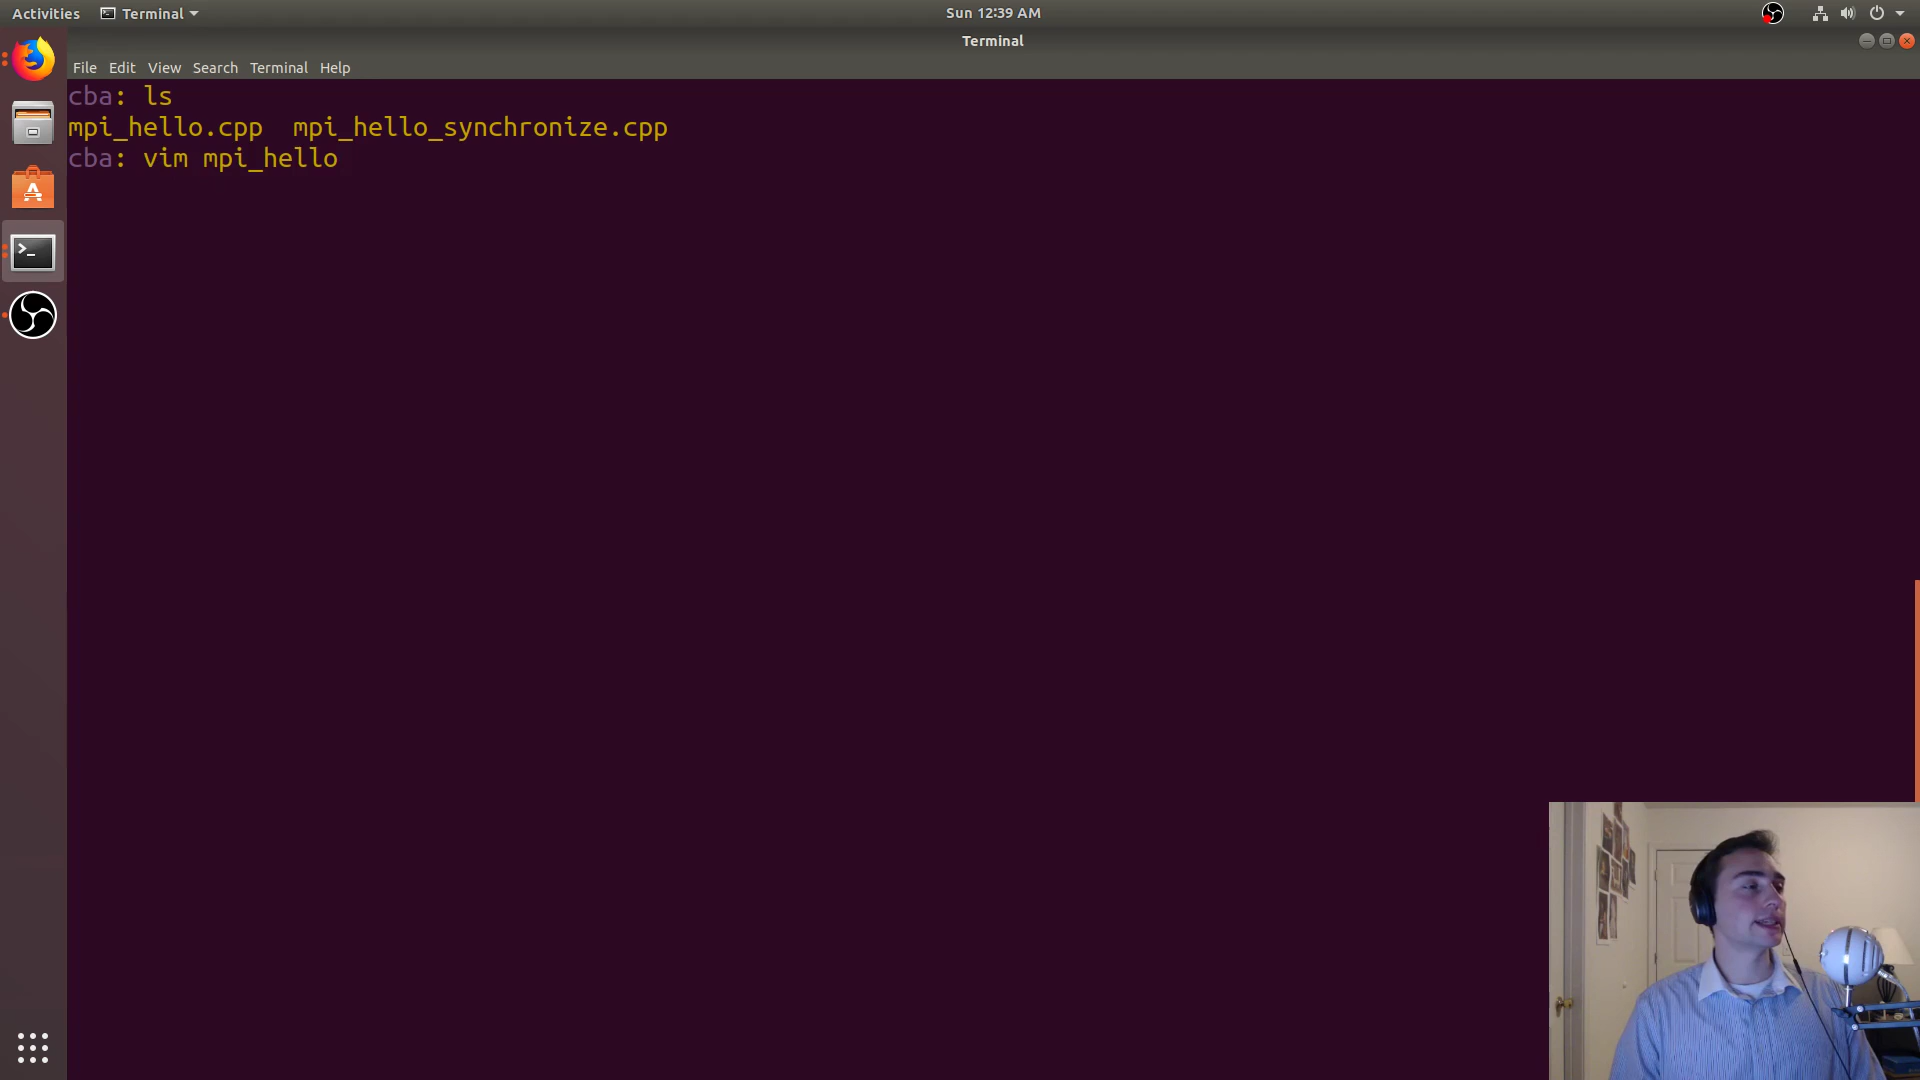 Activities
Terminal
Sun 12:39 AM
Terminal
File Edit View Search Terminal Help
cba: ls
mpi_hello.cpp  mpi_hello_synchronize.cpp
cba: vim mpi_hello